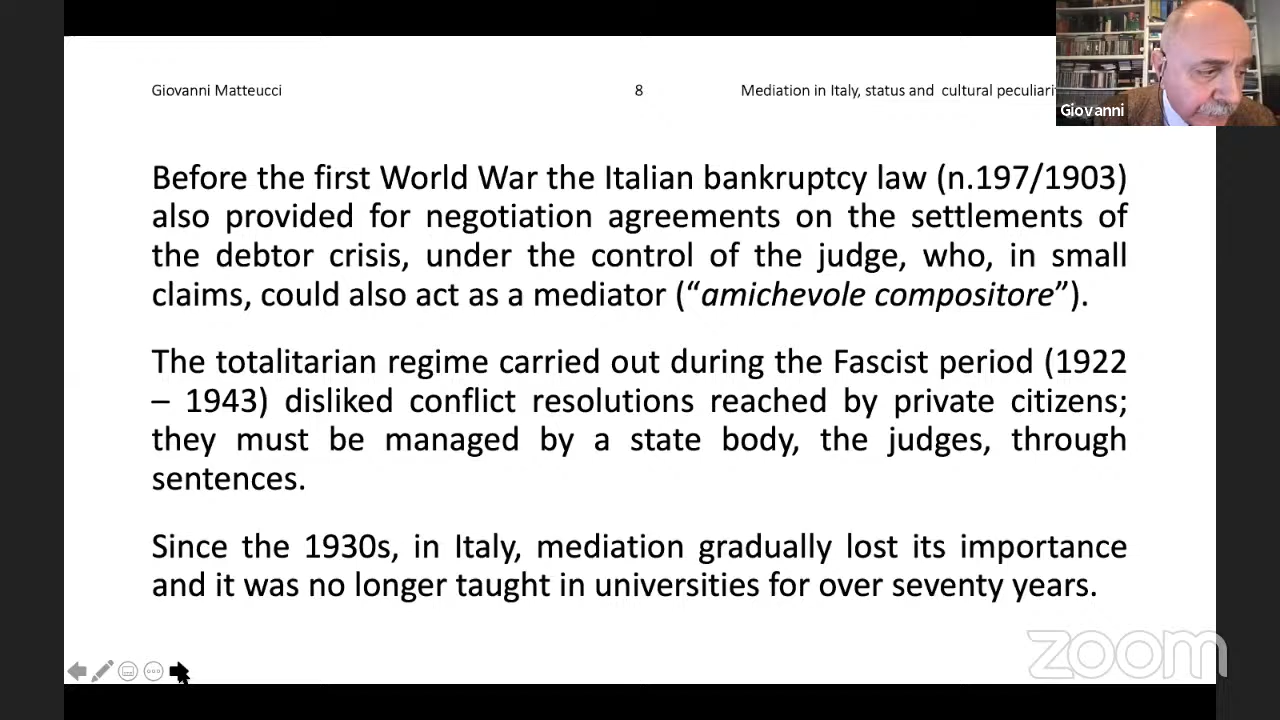 Giovanni Matteucci
8
Mediation in Italy, status and cultural
Giovanni
Before the first World War the Italian bankruptcy law (n.197/1903)
also provided for negotiation agreements on the settlements of
the debtor crisis, under the control of the judge, who, in small
claims, could also act as a mediator (“amichevole compositore”).
The totalitarian regime carried out during the Fascist period (1922
– 1943) disliked conflict resolutions reached by private citizens;
they must be managed by a state body, the judges, through
sentences.
Since the 1930s, in Italy, mediation gradually lost its importance
and it was no longer taught in universities for over seventy years.
zoom